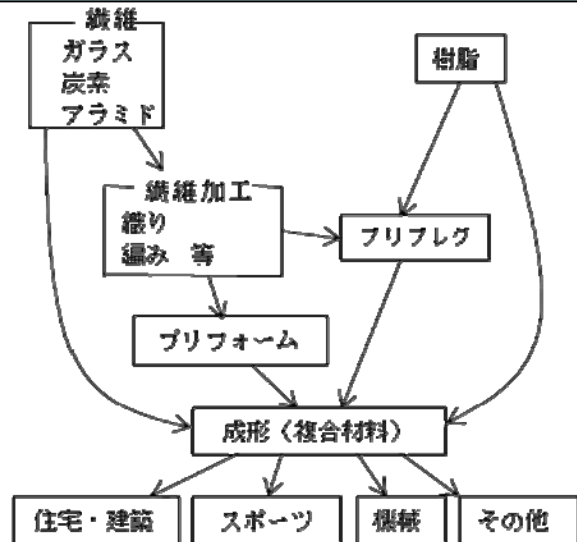 繊維
ガラス
炭素
アラミド
樹脂
繊維加工
織り
編み 等
プリプレグ
プリフォーム
成形（複合材料）
住宅・建築
スポーツ
機械
その他